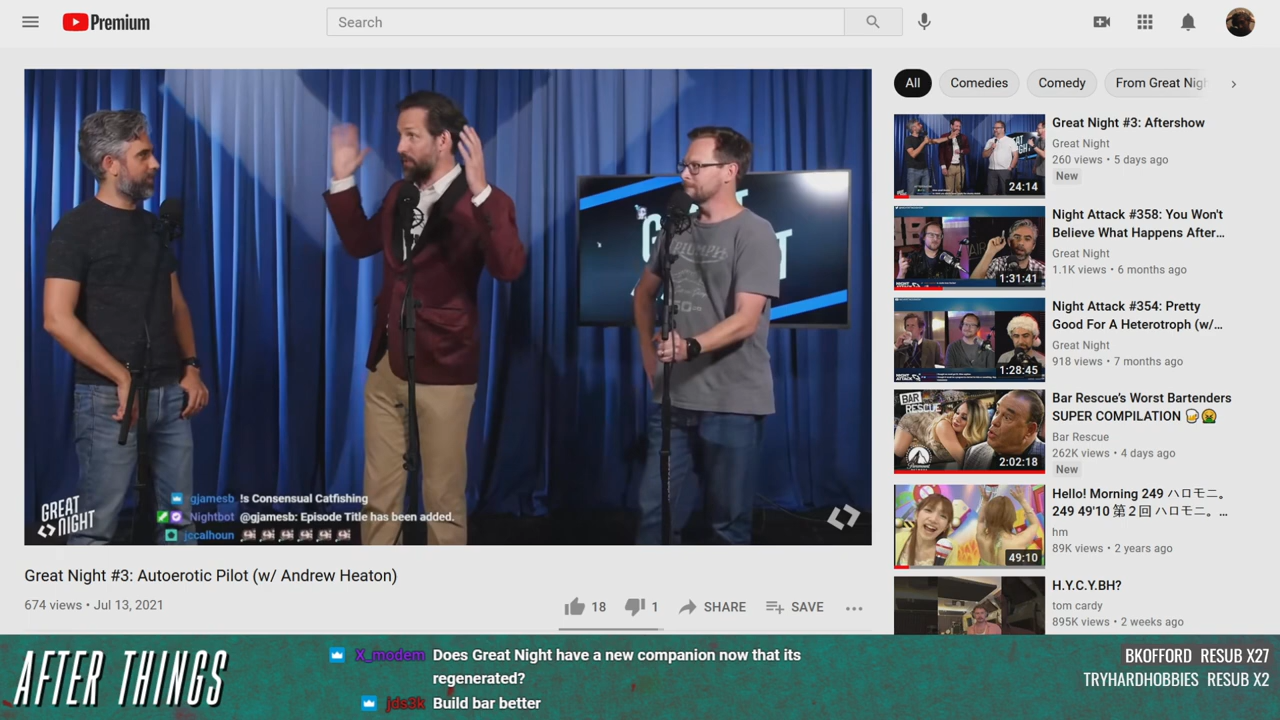 Premium
Search
All
Comedies
Comedy
From Great Nig
Great Night #3: Aftershow
Great Night
260 views • 5 days ago
New
24:14
Night Attack #358: You Won't
Believe What Happens After...
Great Night
1.1K views • 6 months ago
1:31:41
Night Attack #354: Pretty
Good For A Heterotroph (w/...
Great Night
918 views • 7 months ago
1:28:45
BAR
RESCUE
Bar Rescue's Worst Bartenders
SUPER COMPILATION 🍺🤮
Bar Rescue
262K views • 4 days ago
New
2:02:18
Hello! Morning 249 ハロモニ。
249 49'10 第2回 ハロモニ。...
hm
89K views • 2 years ago
49:10
H.Y.C.Y.BH?
tom cardy
895K views • 2 weeks ago
TRIUMPH
GREAT
NIGHT
gjamesb !s Consensual Catfishing
Nightbot @gjamesb: Episode Title has been added.
jccalhoun
Great Night #3: Autoerotic Pilot (w/ Andrew Heaton)
674 views • Jul 13, 2021
18
1
SHARE
SAVE
AFTER THINGS
X_modem Does Great Night have a new companion now that its
regenerated?
jds3k Build bar better
BKOFFORD RESUB X27
TRYHARDHOBBIES RESUB X2